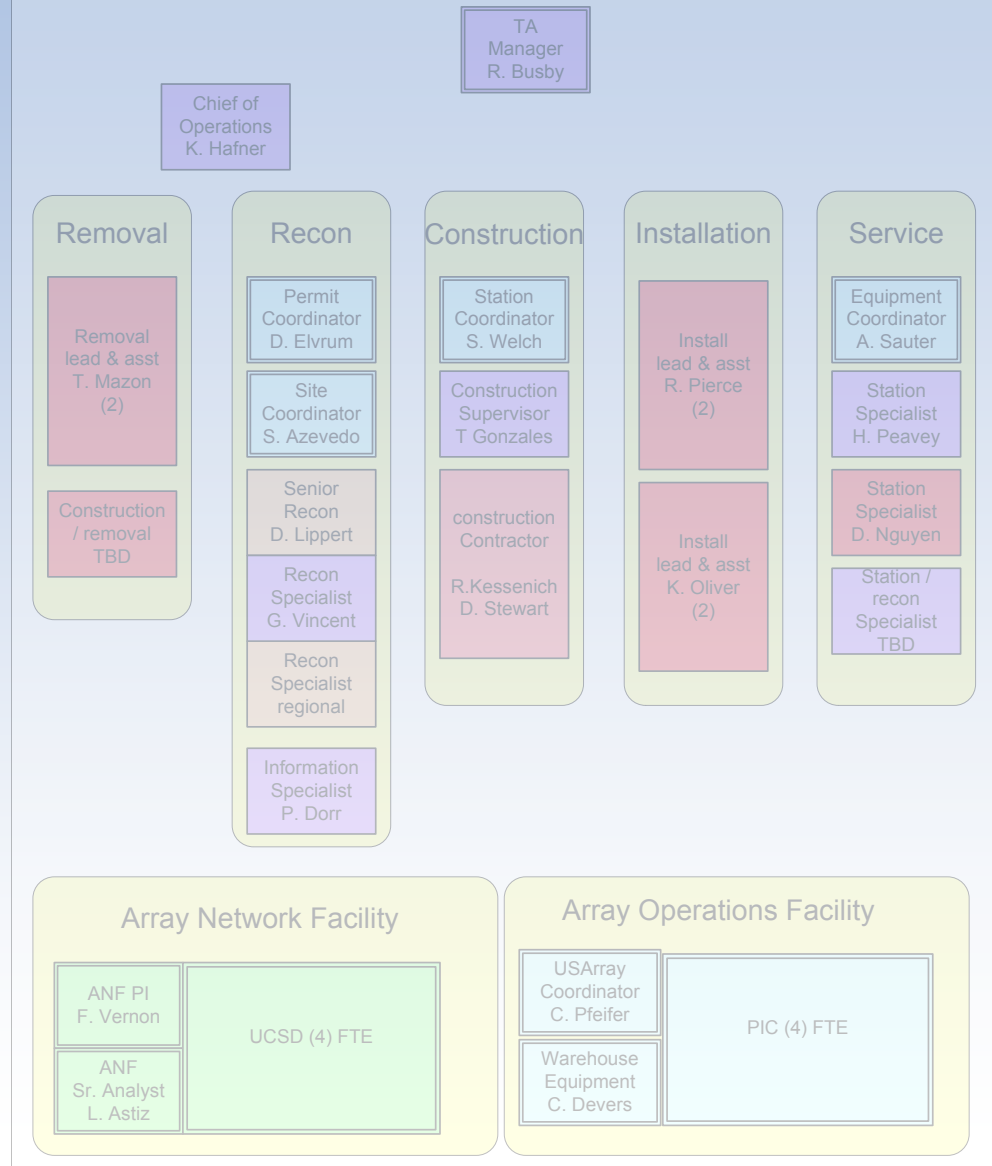 TA
Manager
R. Busby
Chief of
Operations
K. Hafner
Removal
Removal
lead & asst
T. Mazon
(2)
Construction
/ removal
TBD
Recon
Permit
Coordinator
D. Elvrum
Site
Coordinator
S. Azevedo
Senior
Recon
D. Lippert
Recon
Specialist
G. Vincent
Recon
Specialist
regional
Information
Specialist
P. Dorr
Construction
Station
Coordinator
S. Welch
Construction
Supervisor
T Gonzales
construction
Contractor
R.Kessenich
D. Stewart
Installation
Install
lead & asst
R. Pierce
(2)
Install
lead & asst
K. Oliver
(2)
Service
Equipment
Coordinator
A. Sauter
Station
Specialist
H. Peavey
Station
Specialist
D. Nguyen
Station /
recon
Specialist
TBD
Array Network Facility
ANF PI
F. Vernon
ANF
Sr. Analyst
L. Astiz
UCSD (4) FTE
Array Operations Facility
USArray
Coordinator
C. Pfeifer
Warehouse
Equipment
C. Devers
PIC (4) FTE